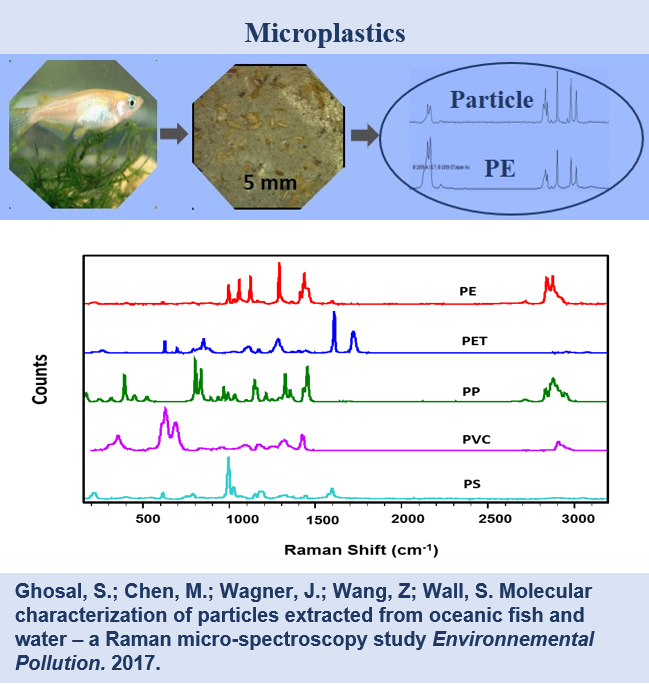 Microplastics
Particle
5 mm
PE
PE
PET
PP
PVC
PS
Counts
500
1000
1500
2000
2500
3000
Raman Shift (cm-1)
Ghosal, S.; Chen, M.; Wagner, J.; Wang, Z; Wall, S. Molecular
characterization of particles extracted from oceanic fish and
water – a Raman micro-spectroscopy study Environnemental
Pollution. 2017.